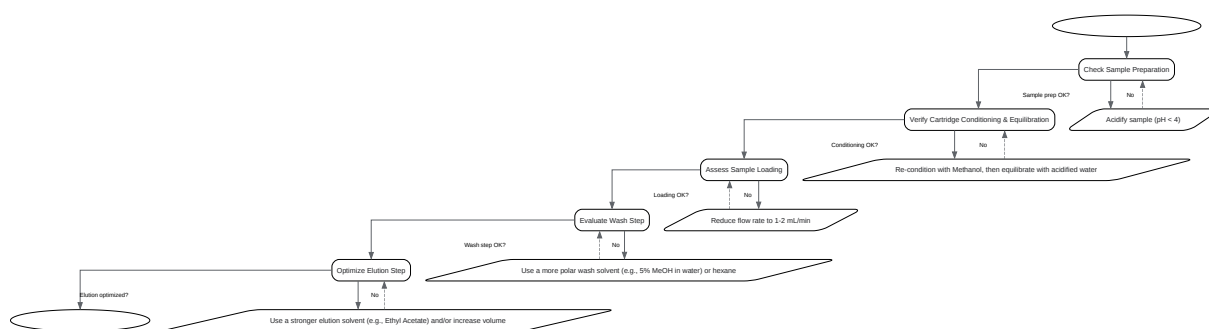 Check Sample Preparation
Sample prep OK?
No
Acidify sample (pH < 4)
Verify Cartridge Conditioning & Equilibration
Conditioning OK?
No
Re-condition with Methanol, then equilibrate with acidified water
Assess Sample Loading
Loading OK?
No
Reduce flow rate to 1-2 mL/min
Evaluate Wash Step
Wash step OK?
No
Use a more polar wash solvent (e.g., 5% MeOH in water) or hexane
Optimize Elution Step
Elution optimized?
No
Use a stronger elution solvent (e.g., Ethyl Acetate) and/or increase volume